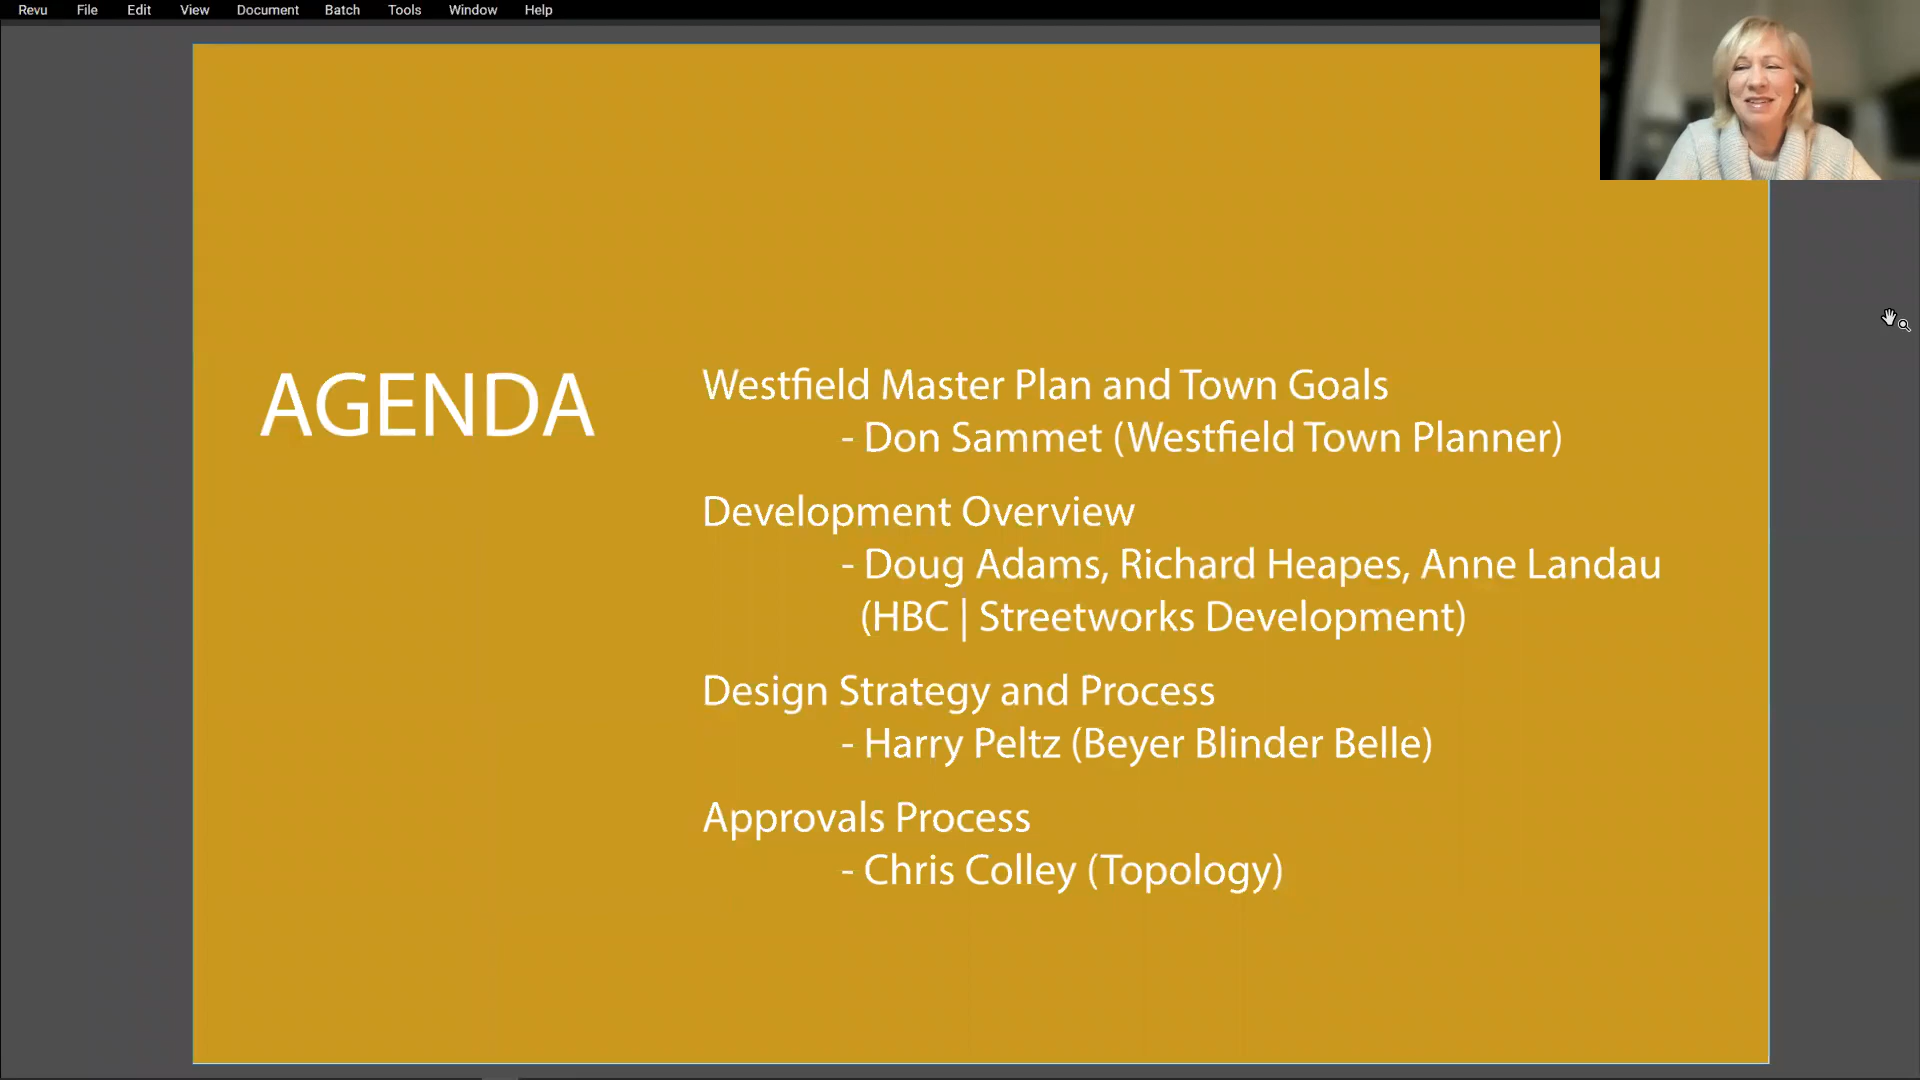 Revu File Edit View Document Batch Tools Window Help
AGENDA
Westfield Master Plan and Town Goals
- Don Sammet (Westfield Town Planner)
Development Overview
- Doug Adams, Richard Heapes, Anne Landau
(HBC | Streetworks Development)
Design Strategy and Process
- Harry Peltz (Beyer Blinder Belle)
Approvals Process
- Chris Colley (Topology)